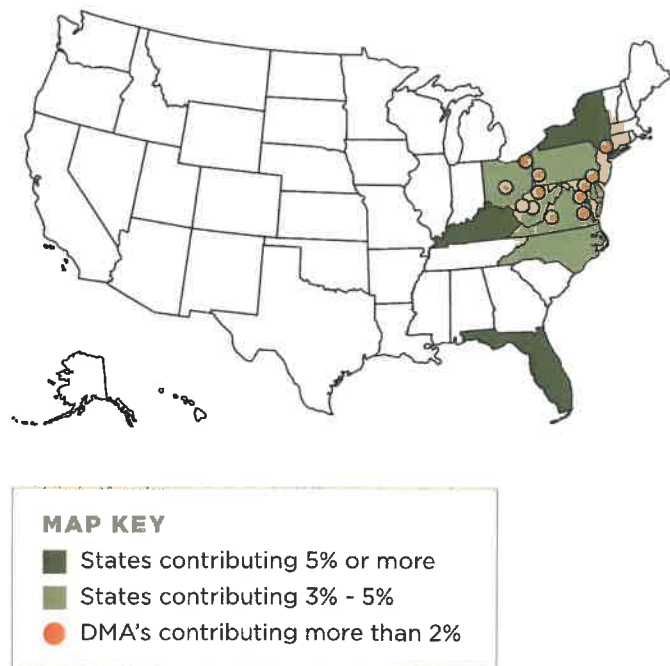 MAP KEY
States contributing 5% or more
States contributing 3% - 5%
DMA's contributing more than 2%